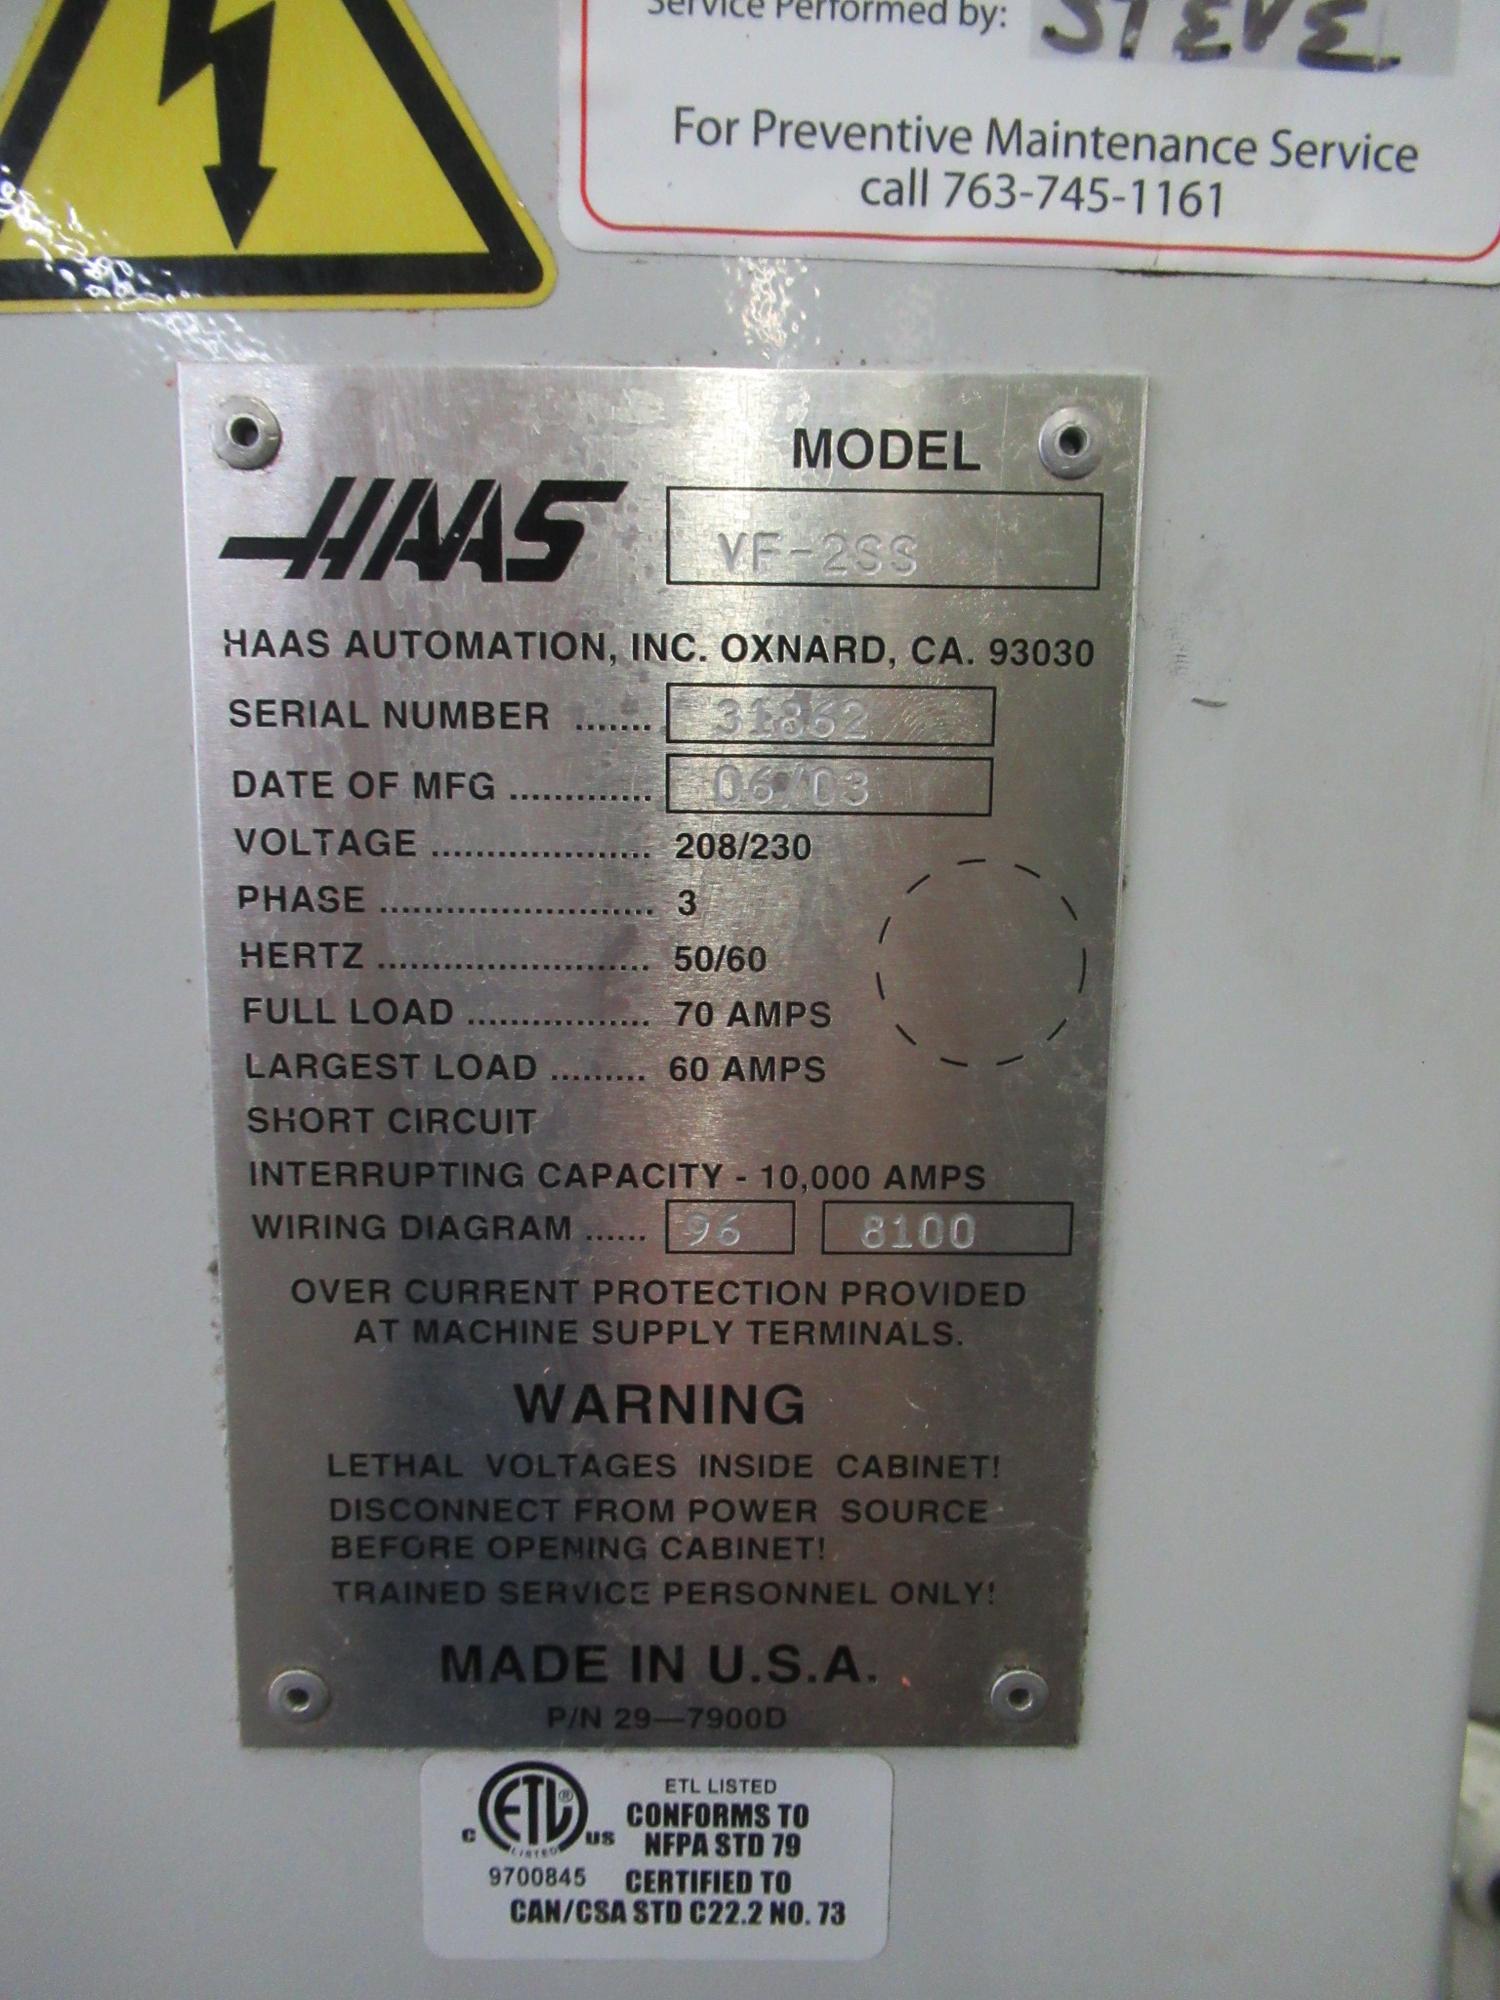 Service Performed by: STEVE
For Preventive Maintenance Service
call 763-745-1161
MODEL
HAAS
VF-2SS
HAAS AUTOMATION, INC. OXNARD, CA. 93030
SERIAL NUMBER ....... 31862
DATE OF MFG ............. 06/03
VOLTAGE .................... 208/230
PHASE ......................... 3
HERTZ ......................... 50/60
FULL LOAD ................. 70 AMPS
LARGEST LOAD ......... 60 AMPS
SHORT CIRCUIT
INTERRUPTING CAPACITY - 10,000 AMPS
WIRING DIAGRAM ...... 96 8100
OVER CURRENT PROTECTION PROVIDED
AT MACHINE SUPPLY TERMINALS.
WARNING
LETHAL VOLTAGES INSIDE CABINET!
DISCONNECT FROM POWER SOURCE
BEFORE OPENING CABINET!
TRAINED SERVICE PERSONNEL ONLY!
MADE IN U.S.A.
P/N 29—7900D
ETL LISTED
CONFORMS TO
NFPA STD 79
C ETL® US
LISTED
9700845
CERTIFIED TO
CAN/CSA STD C22.2 NO. 73